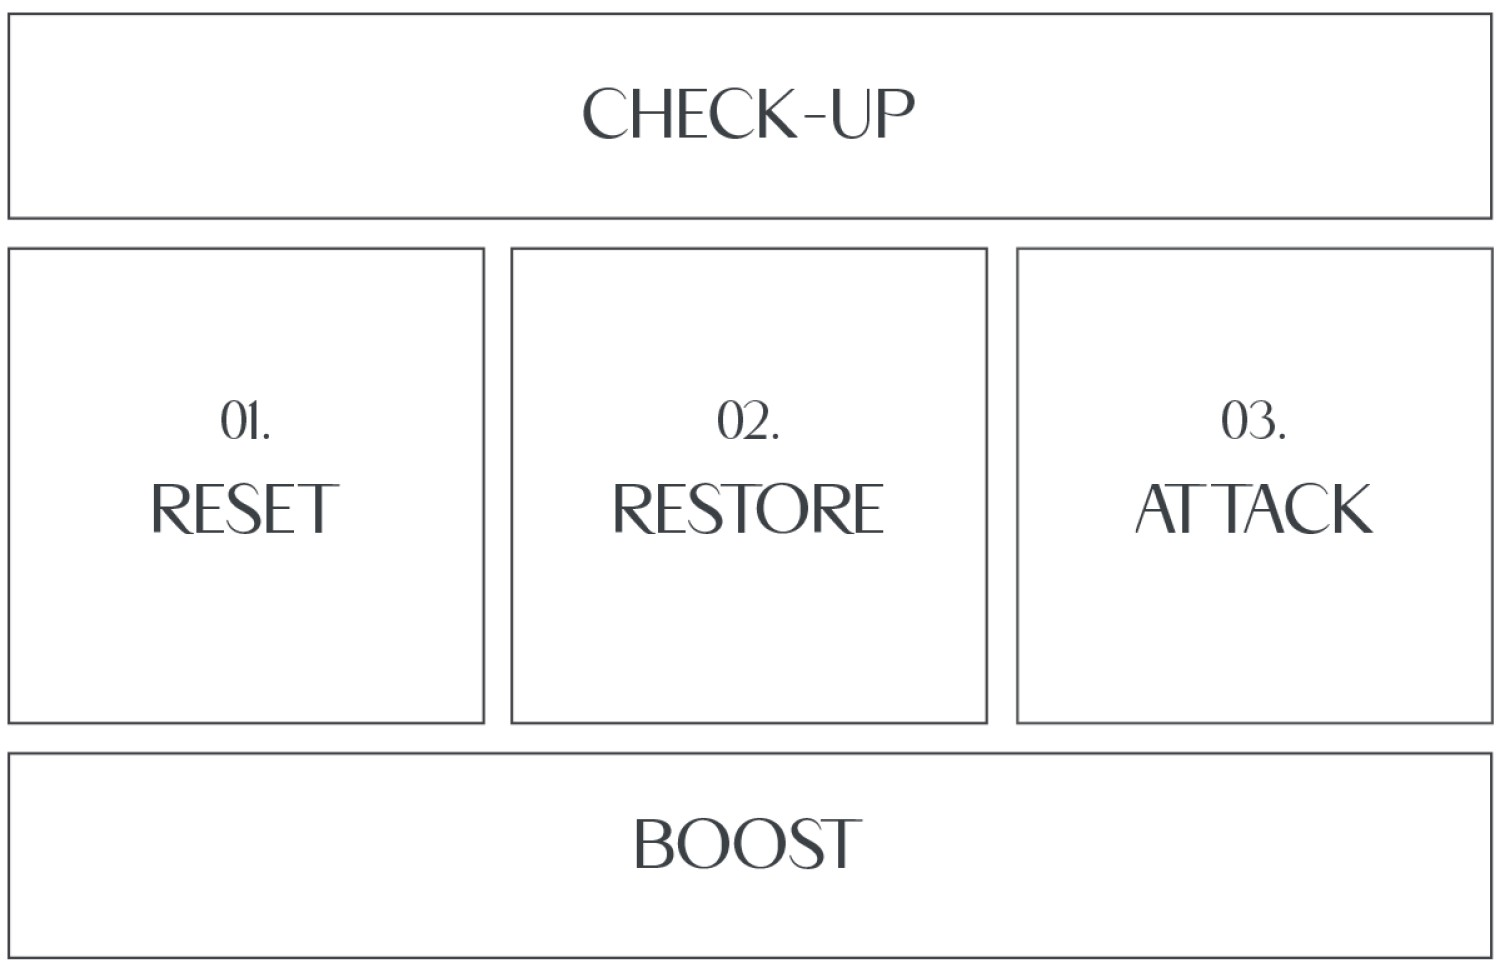 CHECK-UP
01.
RESET
02.
RESTORE
03.
ATTACK
BOOST